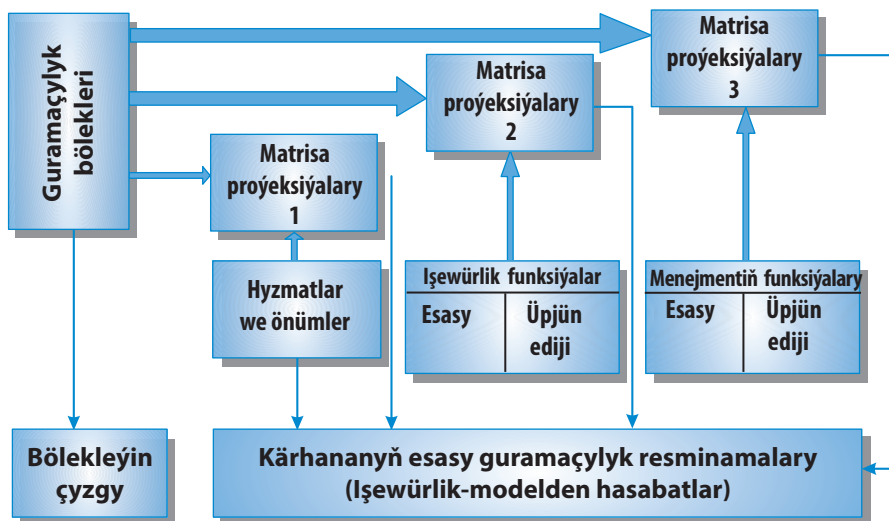 Guramaçylyk
bölekleri
Matrisa
proýeksiýalary
3
Matrisa
proýeksiýalary
2
Matrisa
proýeksiýalary
1
Hyzmatlar
we önümler
Işewürlik funksiýalar
Esasy
Üpjün
ediji
Menejmentiň funksiýalary
Esasy
Üpjün
ediji
Bölekleýin
çyzgy
Kärhananyň esasy guramaçylyk resminamalary
(Işewürlik-modelden hasabatlar)